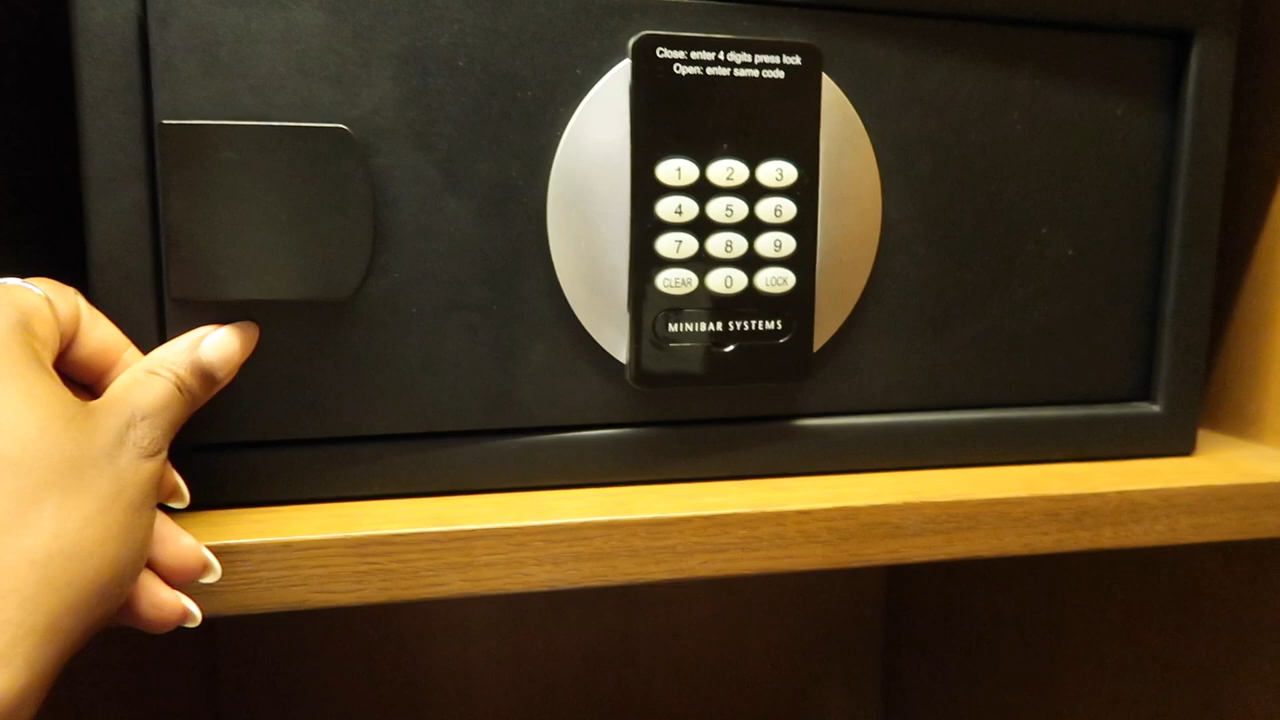 Close: enter 4 digits press lock
Open: enter same code
1 2 3
4 5 6
7 8 9
CLEAR 0 LOCK
MINIBAR SYSTEMS